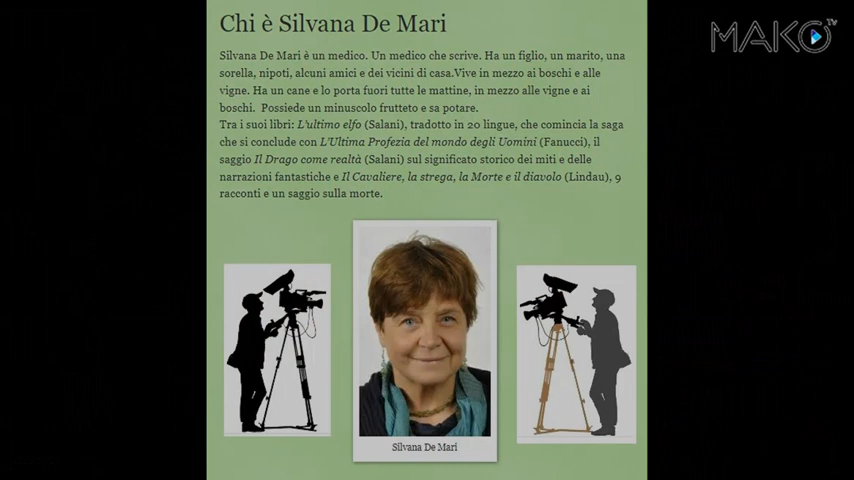 Chi è Silvana De Mari
MAKO TV
Silvana De Mari è un medico. Un medico che scrive. Ha un figlio, un marito, una
sorella, nipoti, alcuni amici e dei vicini di casa.Vive in mezzo ai boschi e alle
vigne. Ha un cane e lo porta fuori tutte le mattine, in mezzo alle vigne e ai
boschi. Possiede un minuscolo frutteto e sa potare.
Tra i suoi libri: L'ultimo elfo (Salani), tradotto in 20 lingue, che comincia la saga
che si conclude con L'Ultima Profezia del mondo degli Uomini (Fanucci), il
saggio Il Drago come realtà (Salani) sul significato storico dei miti e delle
narrazioni fantastiche e Il Cavaliere, la strega, la Morte e il diavolo (Lindau), 9
racconti e un saggio sulla morte.
Silvana De Mari